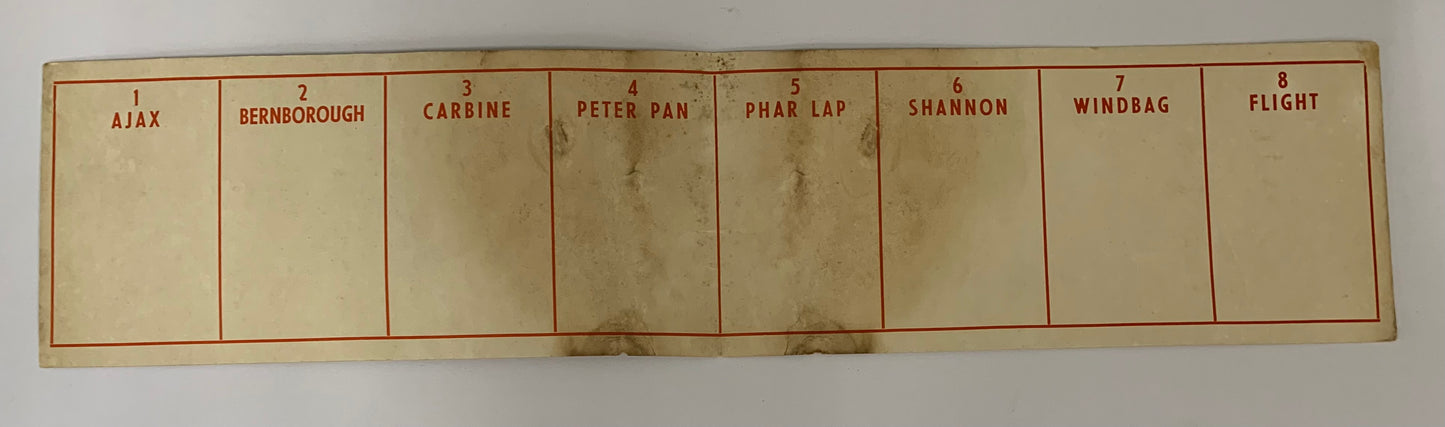 1
AJAX
2
BERNBOROUGH
3
CARBINE
4
PETER PAN
5
PHAR LAP
6
SHANNON
7
WINDBAG
8
FLIGHT